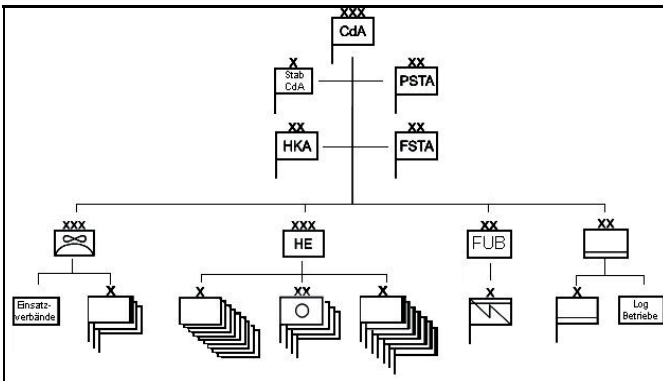 XXX
CdA
X
Stab
CdA
XX
PSTA
XX
HKA
XX
FSTA
XXX
XXX
HE
XX
FUB
XX
Einsatz-
verbände
X
X
XX
X
X
X
Log
Betriebe